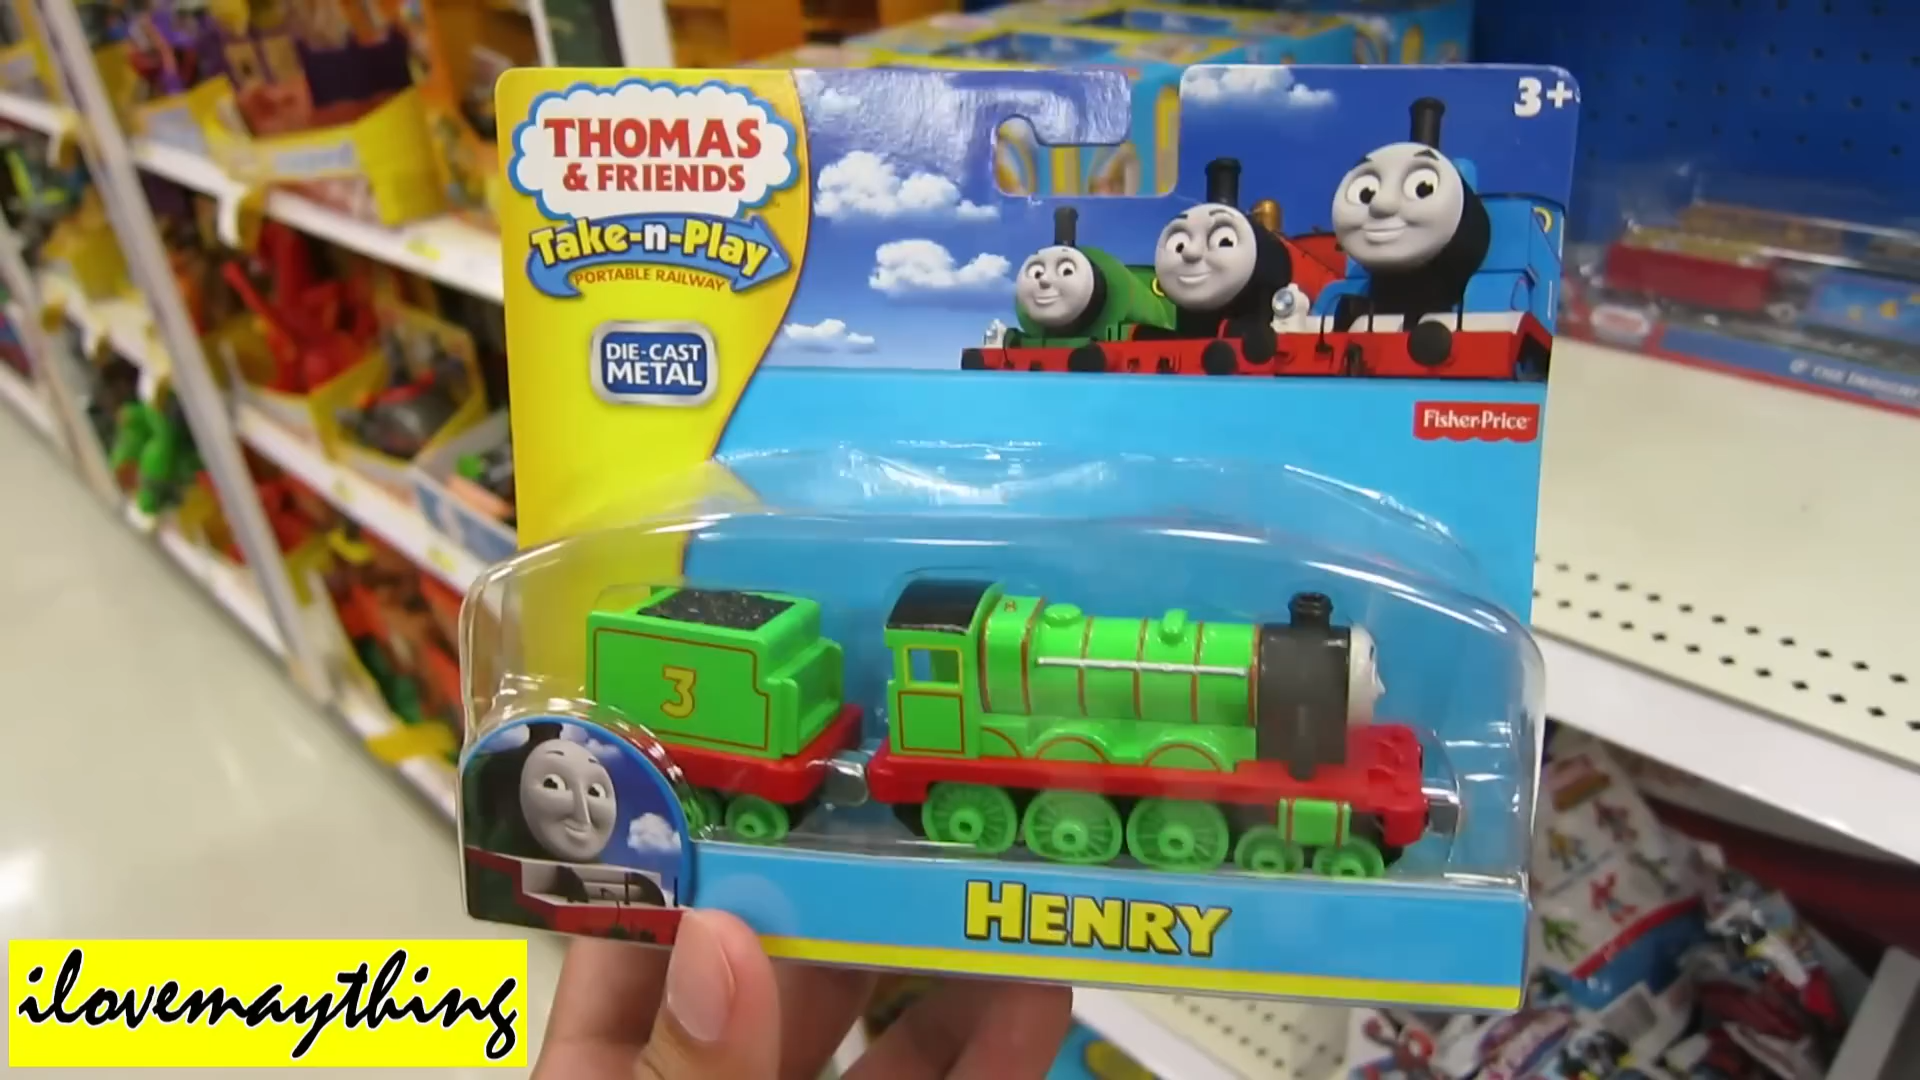 THOMAS
& FRIENDS
Take-n-Play
PORTABLE RAILWAY
DIE-CAST
METAL
3+
Fisher-Price
3
HENRY
ilovemaything